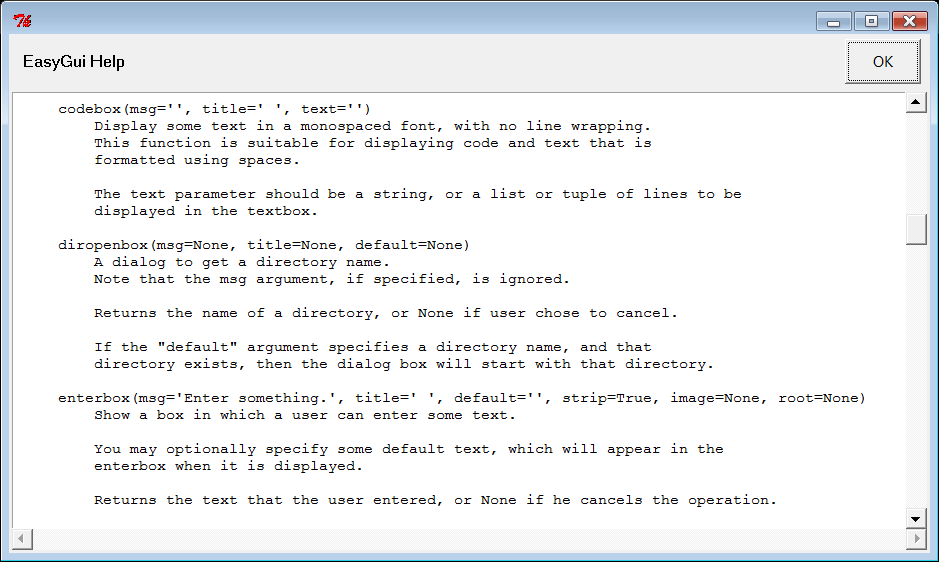 EasyGui Help
OK
codebox(msg='', title=' ', text='')
Display some text in a monospaced font, with no line wrapping.
This function is suitable for displaying code and text that is
formatted using spaces.
The text parameter should be a string, or a list or tuple of lines to be
displayed in the textbox.
diropenbox(msg=None, title=None, default=None)
A dialog to get a directory name.
Note that the msg argument, if specified, is ignored.
Returns the name of a directory, or None if user chose to cancel.
If the "default" argument specifies a directory name, and that
directory exists, then the dialog box will start with that directory.
enterbox(msg='Enter something.', title=' ', default='', strip=True, image=None, root=None)
Show a box in which a user can enter some text.
You may optionally specify some default text, which will appear in the
enterbox when it is displayed.
Returns the text that the user entered, or None if he cancels the operation.